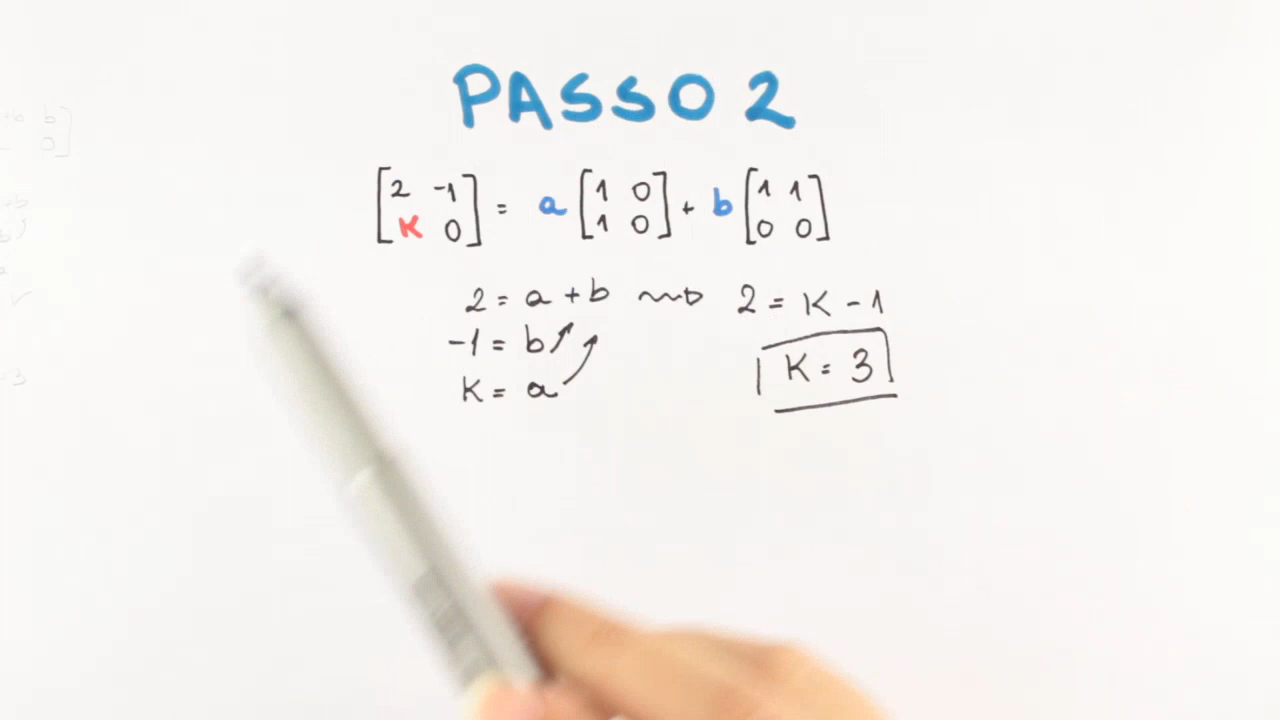 PASSO 2
[2 -1; K 0] = a [1 0; 1 0] + b [1 1; 0 0]
2 = a + b ⇝ 2 = K - 1
-1 = b
K = a
K = 3